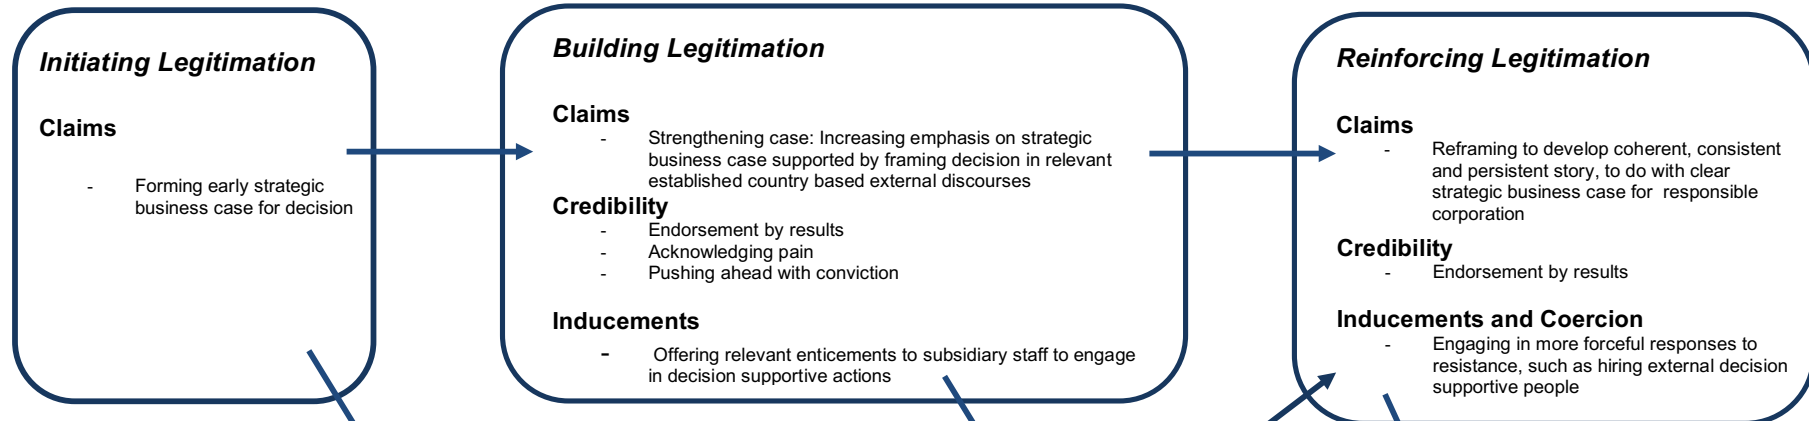 Initiating Legitimation
Claims
- Forming early strategic
business case for decision
Building Legitimation
Claims
- Strengthening case: Increasing emphasis on strategic
business case supported by framing decision in relevant
established country based external discourses
Credibility
- Endorsement by results
- Acknowledging pain
- Pushing ahead with conviction
Inducements
- Offering relevant enticements to subsidiary staff to engage
in decision supportive actions
Reinforcing Legitimation
Claims
- Reframing to develop coherent, consistent
and persistent story, to do with clear
strategic business case for responsible
corporation
Credibility
- Endorsement by results
Inducements and Coercion
- Engaging in more forceful responses to
resistance, such as hiring external decision
supportive people